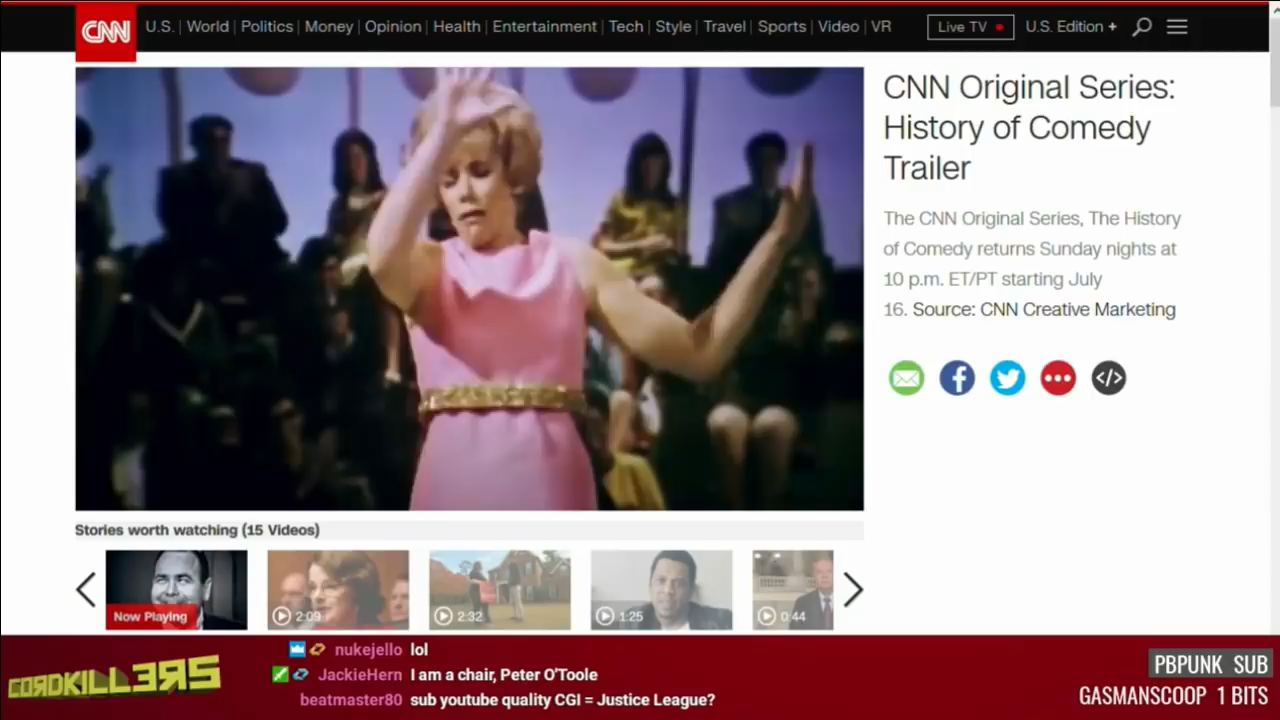 CNN
U.S. | World | Politics | Money | Opinion | Health | Entertainment | Tech | Style | Travel | Sports | Video | VR
Live TV
U.S. Edition +
CNN Original Series:
History of Comedy
Trailer
The CNN Original Series, The History
of Comedy returns Sunday nights at
10 p.m. ET/PT starting July
16. Source: CNN Creative Marketing
Stories worth watching (15 Videos)
Now Playing
2:09
2:32
1:25
0:44
CORDKILLERS
nukejello lol
JackieHern I am a chair, Peter O'Toole
beatmaster80 sub youtube quality CGI = Justice League?
PBPUNK SUB
GASMANSCOOP 1 BITS